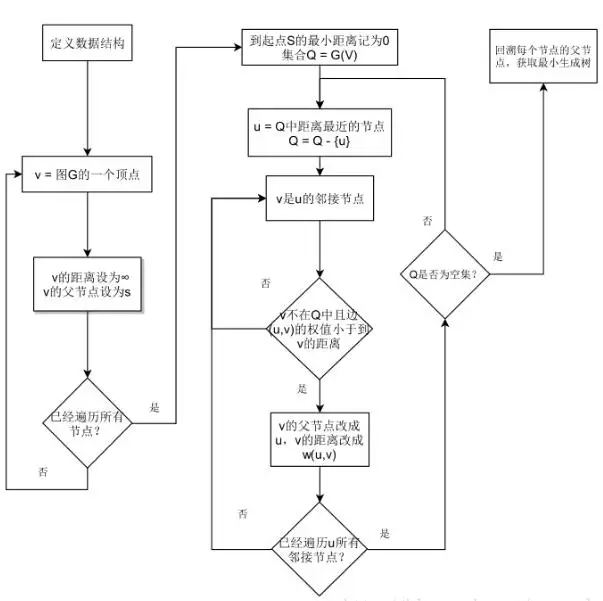 定义数据结构
v = 图G的一个顶点
v的距离设为∞
v的父节点设为s
已经遍历所有
节点？
是
否
到起点S的最小距离记为0
集合Q = G(V)
u = Q中距离最近的节点
Q = Q - {u}
v是u的邻接节点
否
v不在Q中且边
(u,v)的权值小于到
v的距离
是
v的父节点改成
u，v的距离改成
w(u,v)
否
已经遍历u所有
邻接节点？
是
否
Q是否为空集？
是
回溯每个节点的父节
点，获取最小生成树